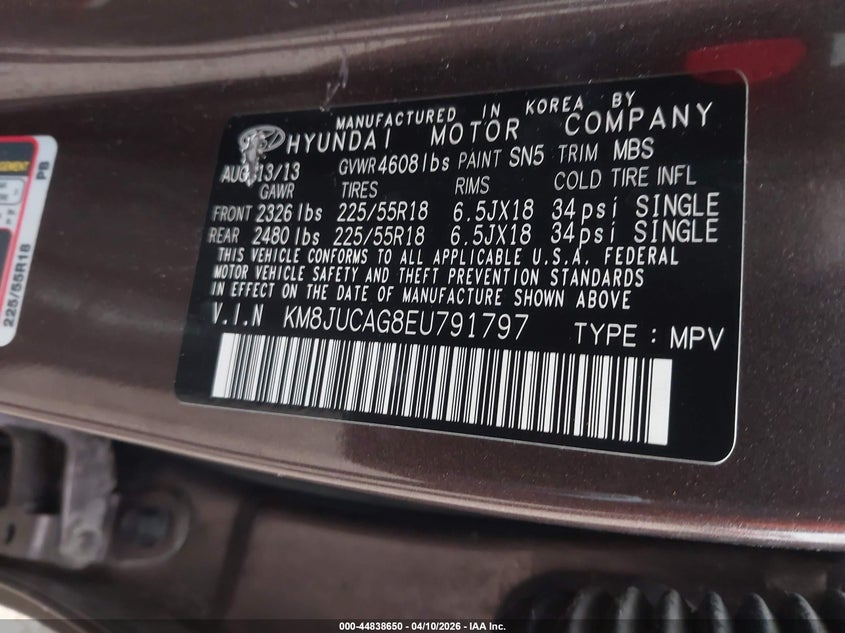 MANUFACTURED IN KOREA BY
HYUNDAI MOTOR COMPANY
AUG/13/13 GVWR 4608 lbs PAINT SN5 TRIM MBS
GAWR TIRES RIMS COLD TIRE INFL
FRONT 2326 lbs 225/55R18 6.5JX18 34psi SINGLE
REAR 2480 lbs 225/55R18 6.5JX18 34psi SINGLE
THIS VEHICLE CONFORMS TO ALL APPLICABLE U.S.A. FEDERAL
MOTOR VEHICLE SAFETY AND THEFT PREVENTION STANDARDS
IN EFFECT ON THE DATE OF MANUFACTURE SHOWN ABOVE
V.I.N KM8JUCAG8EU791797 TYPE : MPV
PB
225/55R18
000-44838650 - 04/10/2026 - IAA Inc.